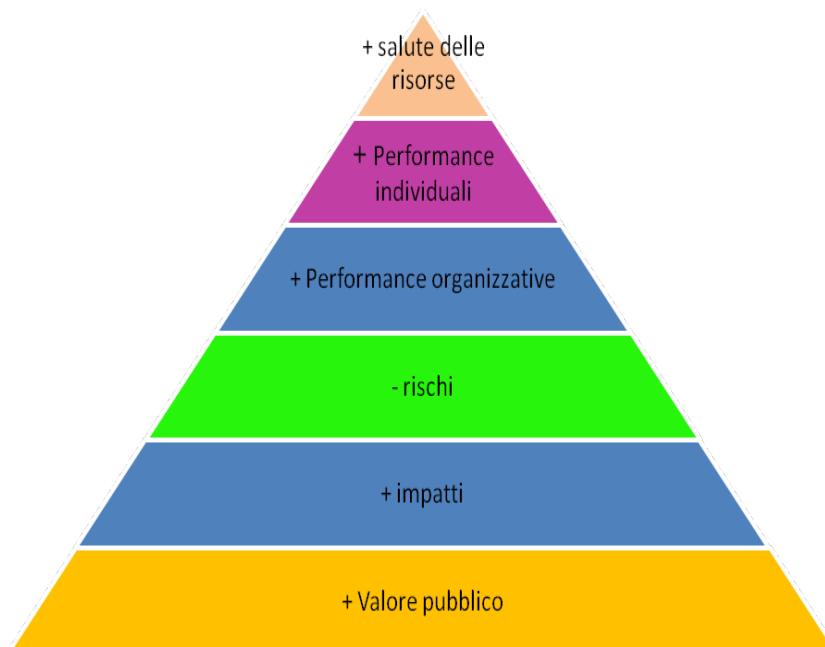 + salute delle
risorse
+ Performance
individuali
+ Performance organizzative
- rischi
+ impatti
+ Valore pubblico